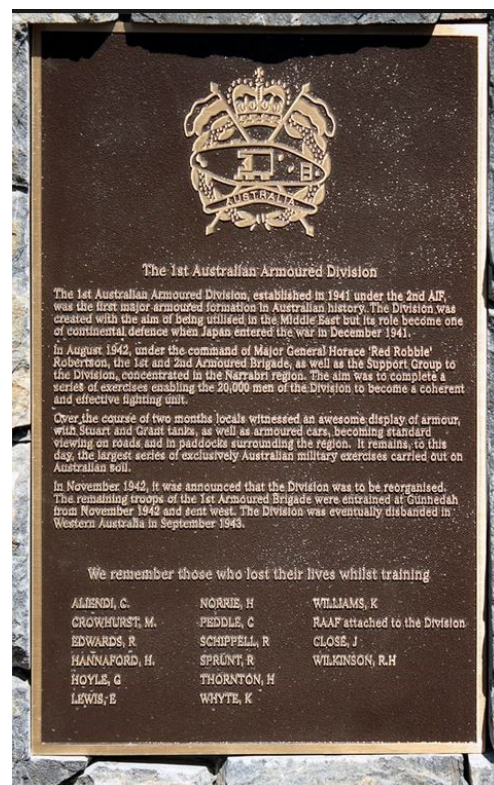 AUSTRALIA
The 1st Australian Armoured Division
The 1st Australian Armoured Division, established in 1941 under the 2nd AIF,
was the first major armoured formation in Australian history. The Division was
created with the aim of being utilised in the Middle East but its role become one
of continental defence when Japan entered the war in December 1941.
In August 1942, under the command of Major General Horace 'Red Robbie'
Robertson, the 1st and 2nd Armoured Brigade, as well as the Support Group to
the Division, concentrated in the Narrabri region. The aim was to complete a
series of exercises enabling the 20,000 men of the Division to become a coherent
and effective fighting unit.
Over the course of two months locals witnessed an awesome display of armour,
with Stuart and Grant tanks, as well as armoured cars, becoming standard
viewing on roads and in paddocks surrounding the region. It remains, to this
day, the largest series of exclusively Australian military exercises carried out on
Australian soil.
In November 1942, it was announced that the Division was to be reorganised.
The remaining troops of the 1st Armoured Brigade were entrained at Gunnedah
from November 1942 and sent west. The Division was eventually disbanded in
Western Australia in September 1943.
We remember those who lost their lives whilst training
ALIENDI, C.
CROWHURST, M.
EDWARDS, R
HANNAFORD, H.
HOYLE, G
LEWIS, E
NORRIE, H
PEDDLE, C
SCHIPPELL, R
SPRUNT, R
THORNTON, H
WHYTE, K
WILLIAMS, K
RAAF attached to the Division
CLOSE, J
WILKINSON, R.H